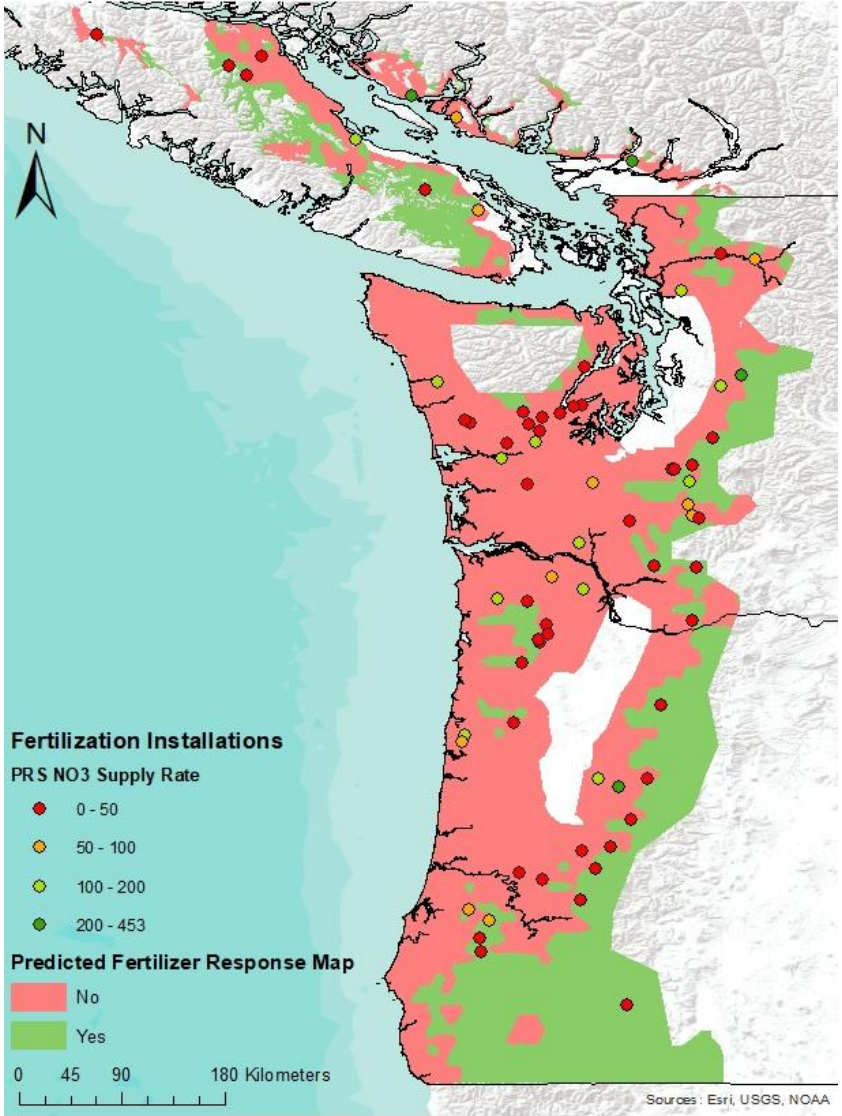 N
Fertilization Installations
PRS NO3 Supply Rate
0 - 50
50 - 100
100 - 200
200 - 453
Predicted Fertilizer Response Map
No
Yes
0 45 90 180 Kilometers
Sources: Esri, USGS, NOAA